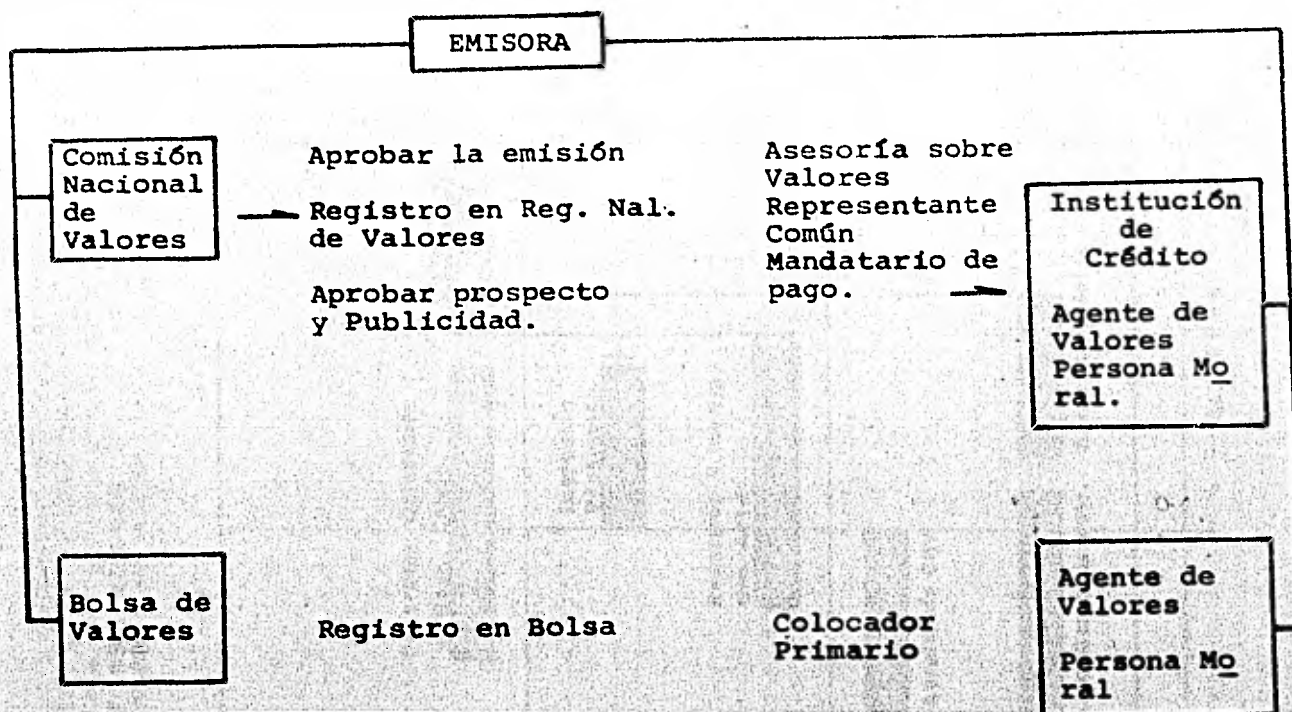 EMISORA
Comisión
Nacional
de
Valores
Aprobar la emisión
Registro en Reg. Nal.
de Valores
Aprobar prospecto
y Publicidad.
Asesoría sobre
Valores
Representante
Común
Mandatario de
pago.
Institución
de
Crédito
Agente de
Valores
Persona Mo
ral.
Bolsa de
Valores
Registro en Bolsa
Colocador
Primario
Agente de
Valores
Persona Mo
ral